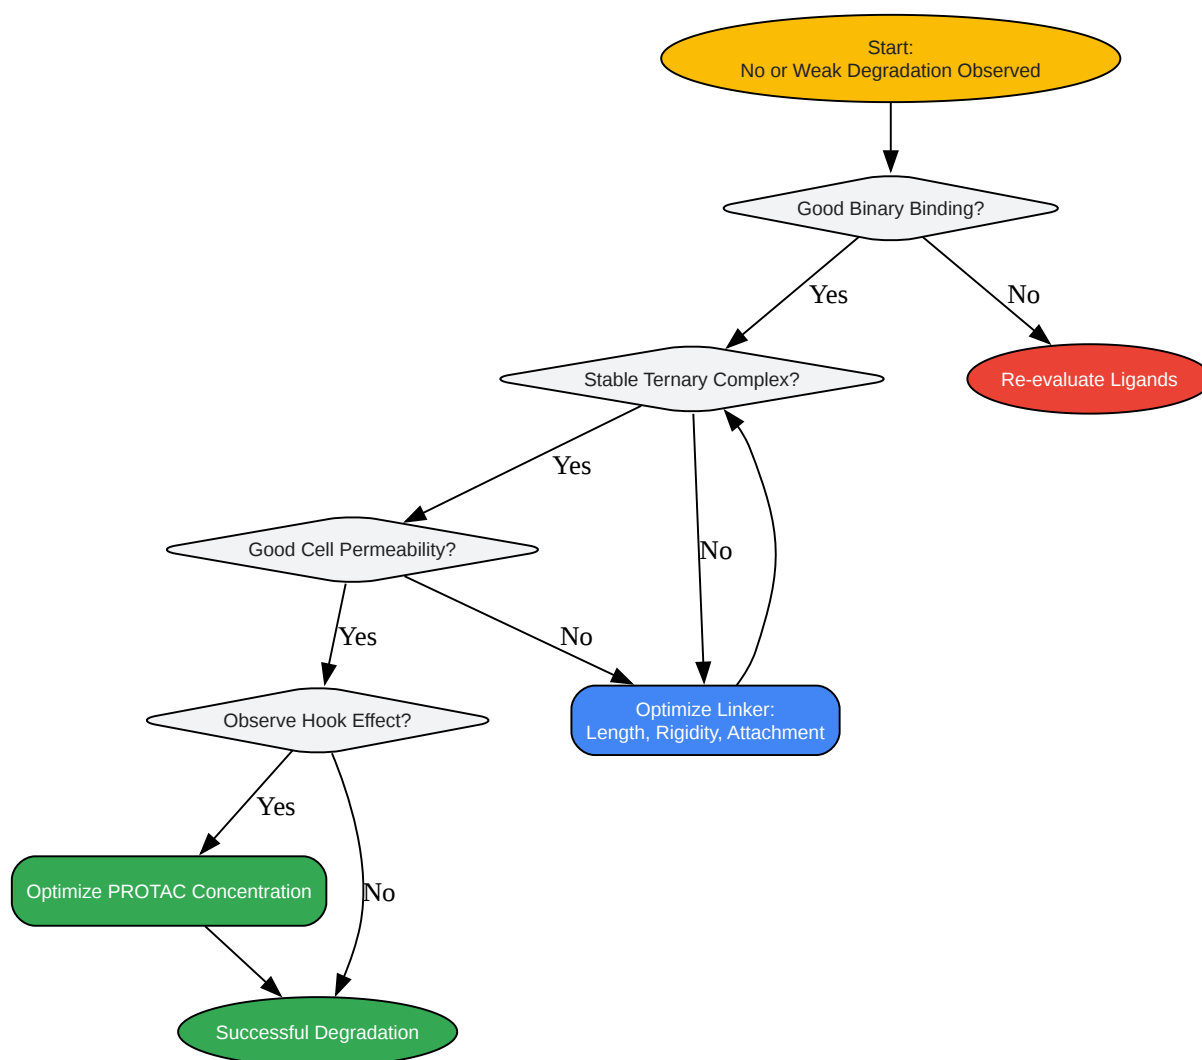 Start:
No or Weak Degradation Observed
Good Binary Binding?
Yes
No
Stable Ternary Complex?
Re-evaluate Ligands
Yes
Good Cell Permeability?
No
Yes
No
Observe Hook Effect?
Optimize Linker:
Length, Rigidity, Attachment
Yes
Optimize PROTAC Concentration
No
Successful Degradation